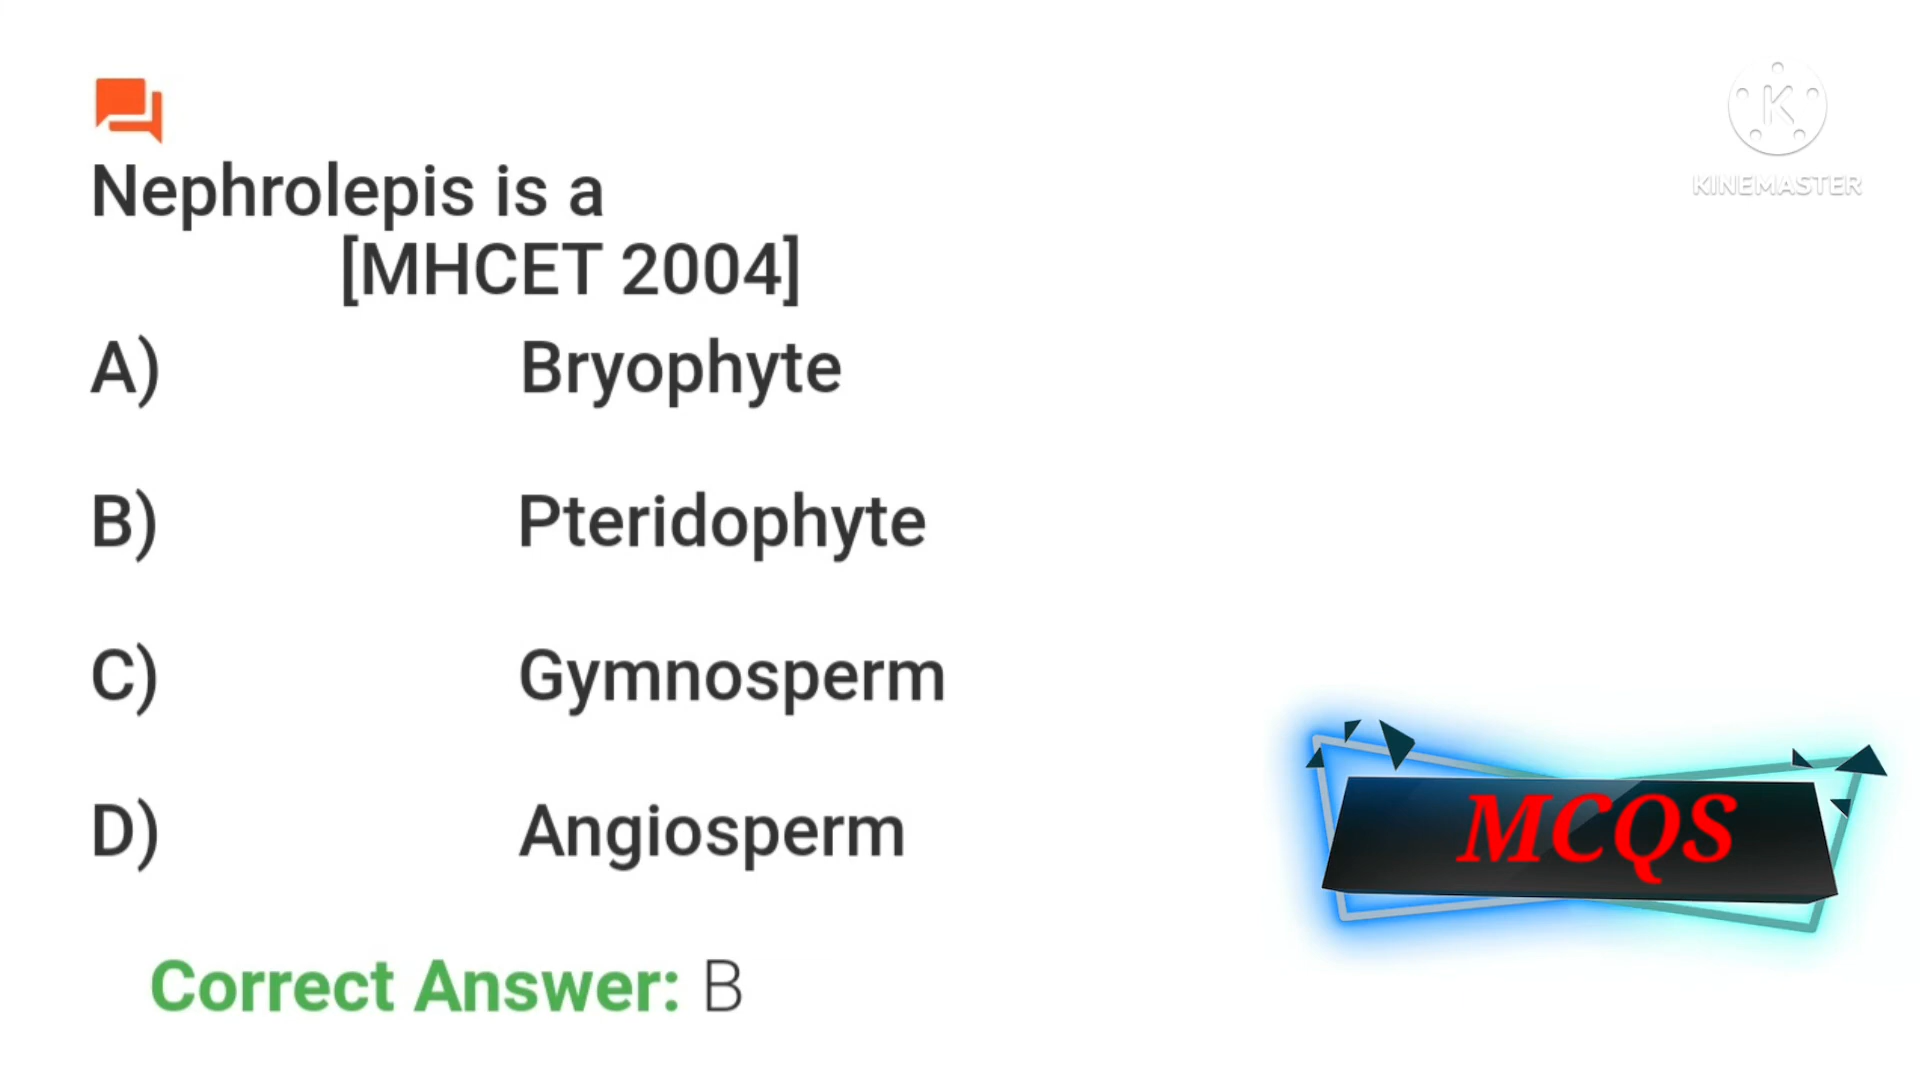 Nephrolepis is a
[MHCET 2004]
A) Bryophyte
B) Pteridophyte
C) Gymnosperm
D) Angiosperm
Correct Answer: B
K
KINEMASTER
MCQS